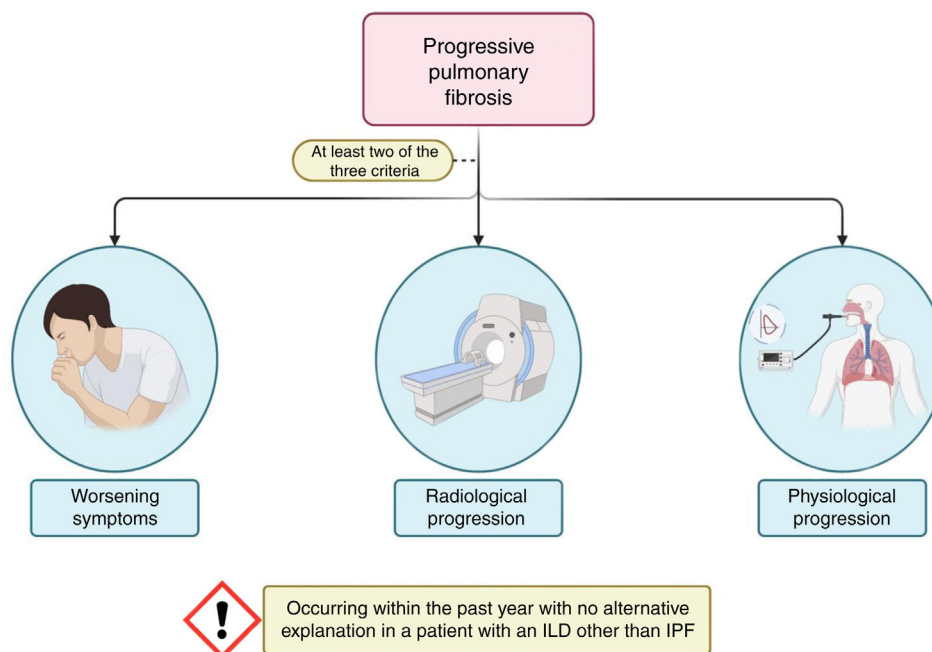 Progressive
pulmonary
fibrosis
At least two of the
three criteria
Worsening
symptoms
Radiological
progression
Physiological
progression
!
Occurring within the past year with no alternative
explanation in a patient with an ILD other than IPF